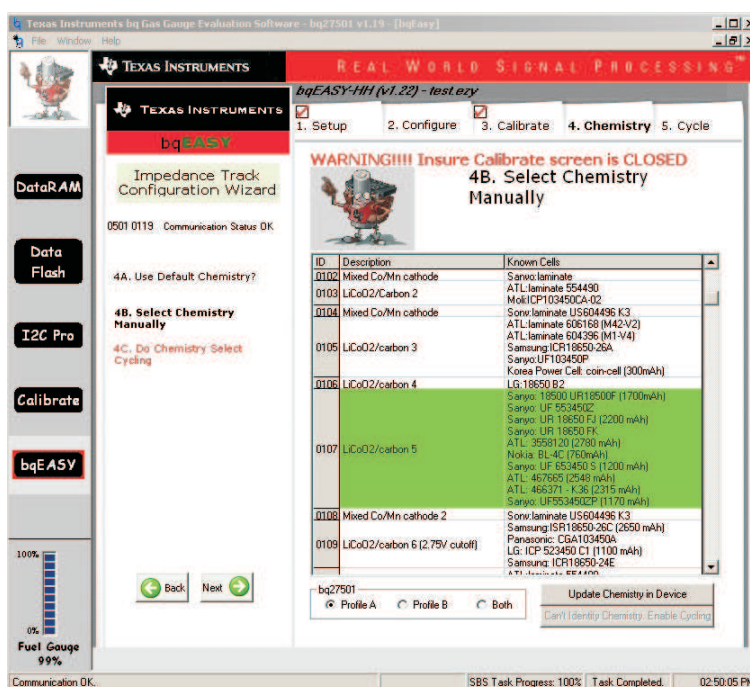 Texas Instruments bq Gas Gauge Evaluation Software - bq27501 v1.19 - [bqEasy]
File Window Help
TEXAS INSTRUMENTS
REAL WORLD SIGNAL PROCESSING™
DataRAM
Data
Flash
I2C Pro
Calibrate
bqEASY
100%
0%
Fuel Gauge
99%
TEXAS INSTRUMENTS
bqEASY
Impedance Track
Configuration Wizard
0501 0119 Communication Status OK
4A. Use Default Chemistry?
4B. Select Chemistry
Manually
4C. Do Chemistry Select
Cycling
Back Next
bqEASY-HH (v1.22) - test.ezy
1. Setup 2. Configure 3. Calibrate 4. Chemistry 5. Cycle
WARNING!!!! Insure Calibrate screen is CLOSED
4B. Select Chemistry
Manually
ID Description Known Cells
0102 Mixed Co/Mn cathode Sanyo:laminate
0103 LiCoO2/Carbon 2 ATL:laminate 554490
Moli:ICP103450CA-02
0104 Mixed Co/Mn cathode Sony:laminate US604496 K3
0105 LiCoO2/carbon 3 ATL:laminate 606168 (M42-V2)
ATL:laminate 604396 (M1-V4)
Samsung:ICR18650-26A
Sanyo:UF103450P
Korea Power Cell: coin-cell (300mAh)
0106 LiCoO2/carbon 4 LG:18650 B2
0107 LiCoO2/carbon 5 Sanyo: 18500 UR18500F (1700mAh)
Sanyo: UF 553450Z
Sanyo: UR 18650 FJ (2200 mAh)
Sanyo: UR 18650 FK
ATL: 3558120 (2780 mAh)
Nokia: BL-4C (760mAh)
Sanyo: UF 653450 S (1200 mAh)
ATL: 467665 (2548 mAh)
ATL: 466371 - K36 (2315 mAh)
Sanyo: UF553450ZP (1170 mAh)
0108 Mixed Co/Mn cathode 2 Sony:laminate US604496 K3
0109 LiCoO2/carbon 6 (2.75V cutoff) Samsung:ISR18650-26C (2650 mAh)
Panasonic: CGA103450A
LG: ICP 523450 C1 (1100 mAh)
Samsung: ICR18650-24E
ATL:laminate 554490
bq27501
Profile A Profile B Both
Update Chemistry in Device
Can't Identify Chemistry. Enable Cycling
Communication OK. SBS Task Progress: 100% Task Completed. 02:50:05 PM